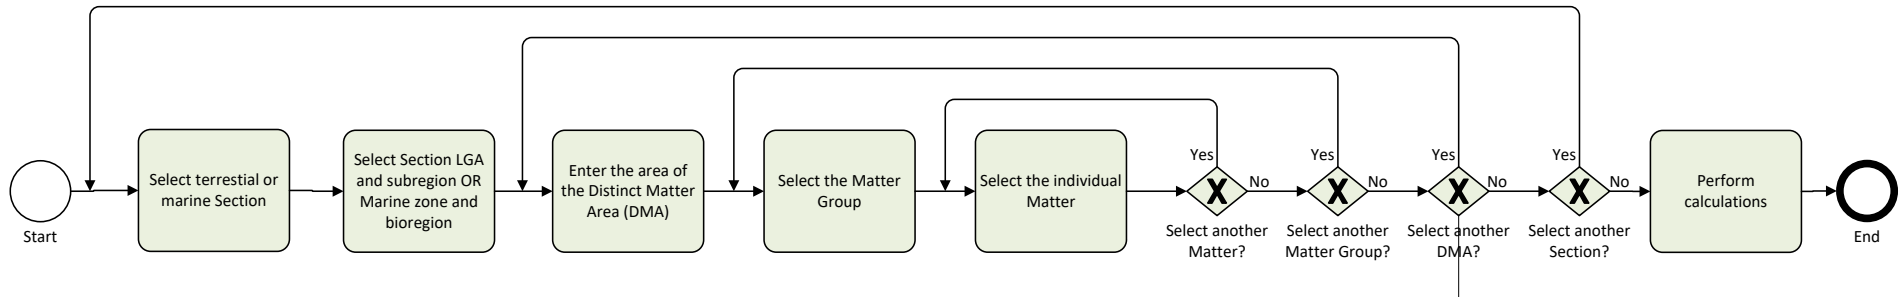 Start
Select terrestial or
marine Section
Select Section LGA
and subregion OR
Marine zone and
bioregion
Enter the area of
the Distinct Matter
Area (DMA)
Select the Matter
Group
Select the individual
Matter
Yes
X
No
Select another
Matter?
Yes
X
No
Select another
Matter Group?
Yes
X
No
Select another
DMA?
Yes
X
No
Select another
Section?
Perform
calculations
End